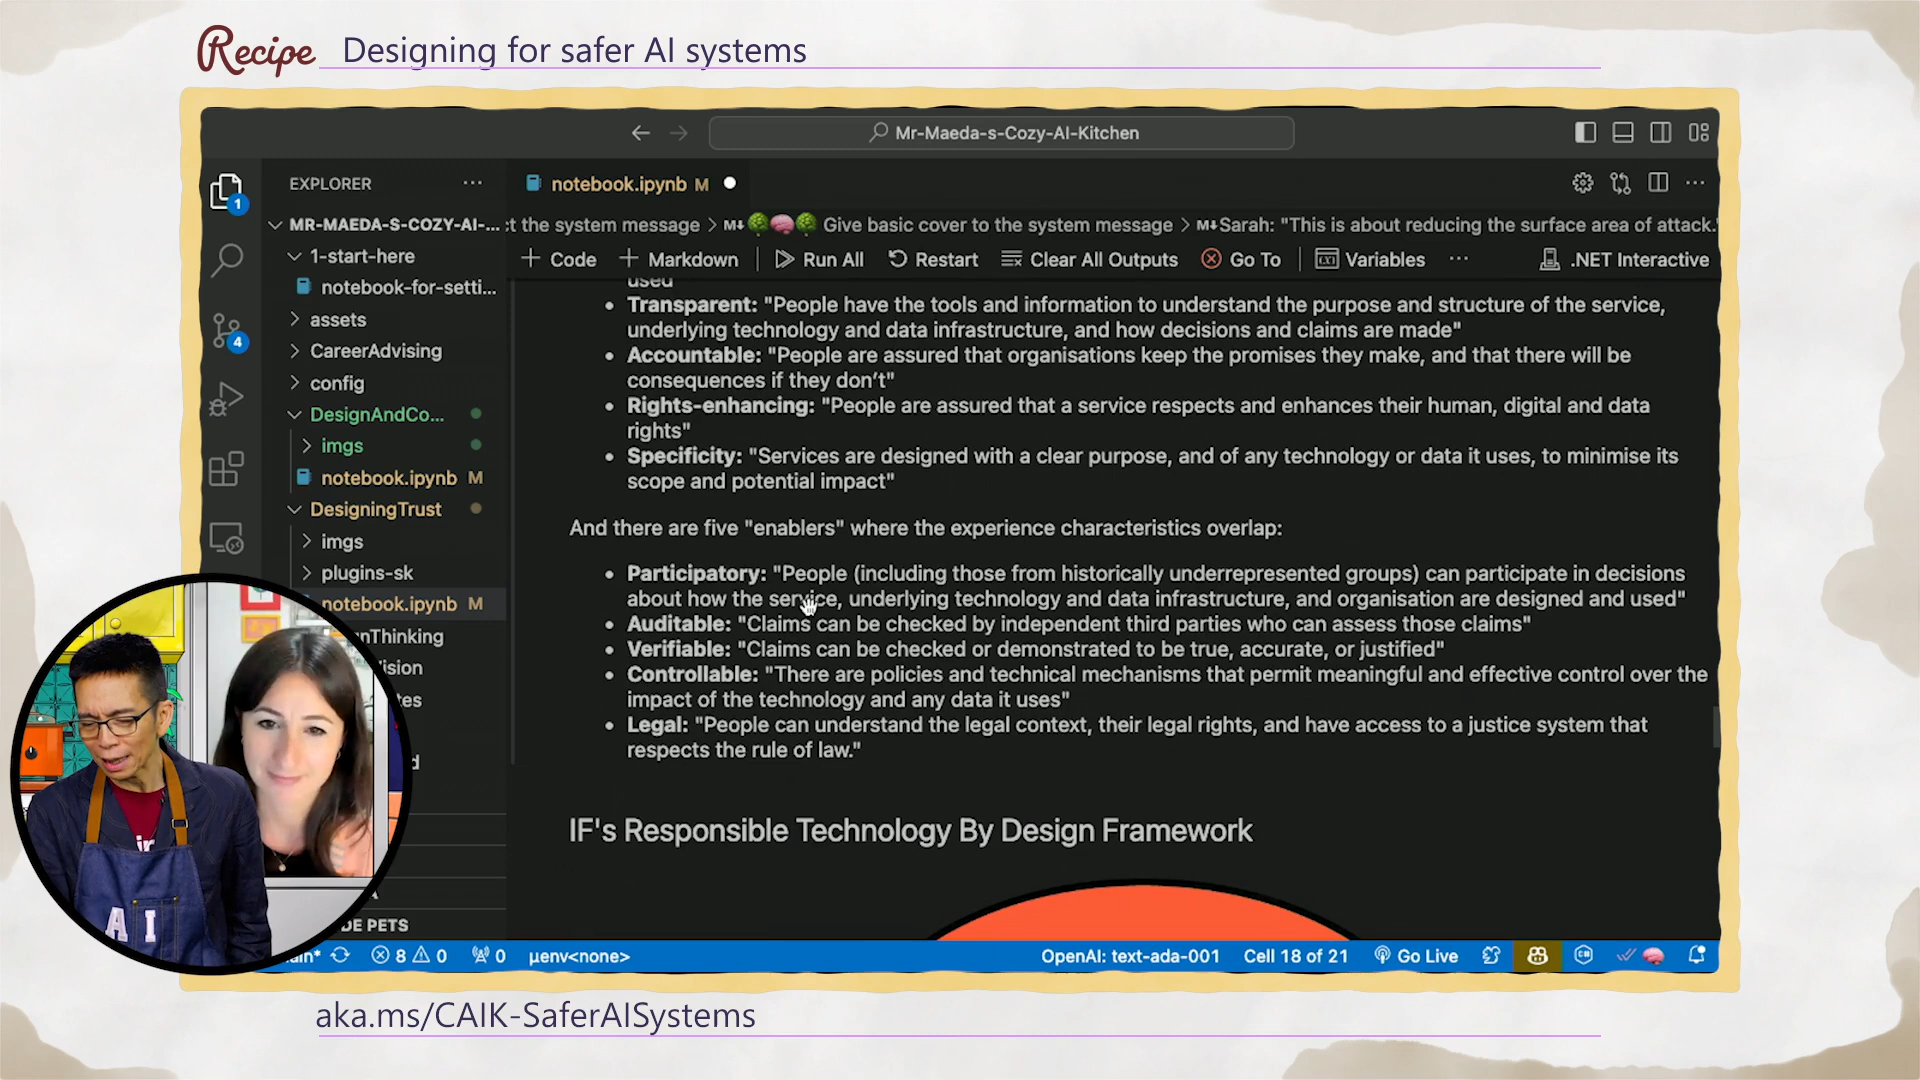 Recipe Designing for safer AI systems
Mr-Maeda-s-Cozy-AI-Kitchen
EXPLORER
notebook.ipynb M
1
MR-MAEDA-S-COZY-AI-...
t the system message > M↓ Give basic cover to the system message > M↓ Sarah: "This is about reducing the surface area of attack."
1-start-here
+ Code + Markdown Run All Restart Clear All Outputs Go To Variables ... .NET Interactive
notebook-for-setti...
used
assets
4
CareerAdvising
config
DesignAndCo...
imgs
notebook.ipynb M
DesigningTrust
imgs
plugins-sk
notebook.ipynb M
Thinking
• Transparent: "People have the tools and information to understand the purpose and structure of the service,
underlying technology and data infrastructure, and how decisions and claims are made"
• Accountable: "People are assured that organisations keep the promises they make, and that there will be
consequences if they don't"
• Rights-enhancing: "People are assured that a service respects and enhances their human, digital and data
rights"
• Specificity: "Services are designed with a clear purpose, and of any technology or data it uses, to minimise its
scope and potential impact"
And there are five "enablers" where the experience characteristics overlap:
• Participatory: "People (including those from historically underrepresented groups) can participate in decisions
about how the service, underlying technology and data infrastructure, and organisation are designed and used"
• Auditable: "Claims can be checked by independent third parties who can assess those claims"
• Verifiable: "Claims can be checked or demonstrated to be true, accurate, or justified"
• Controllable: "There are policies and technical mechanisms that permit meaningful and effective control over the
impact of the technology and any data it uses"
• Legal: "People can understand the legal context, their legal rights, and have access to a justice system that
respects the rule of law."
IF's Responsible Technology By Design Framework
AI
DE PETS
8 0 0 µenv<none> OpenAI: text-ada-001 Cell 18 of 21 Go Live
aka.ms/CAIK-SaferAISystems